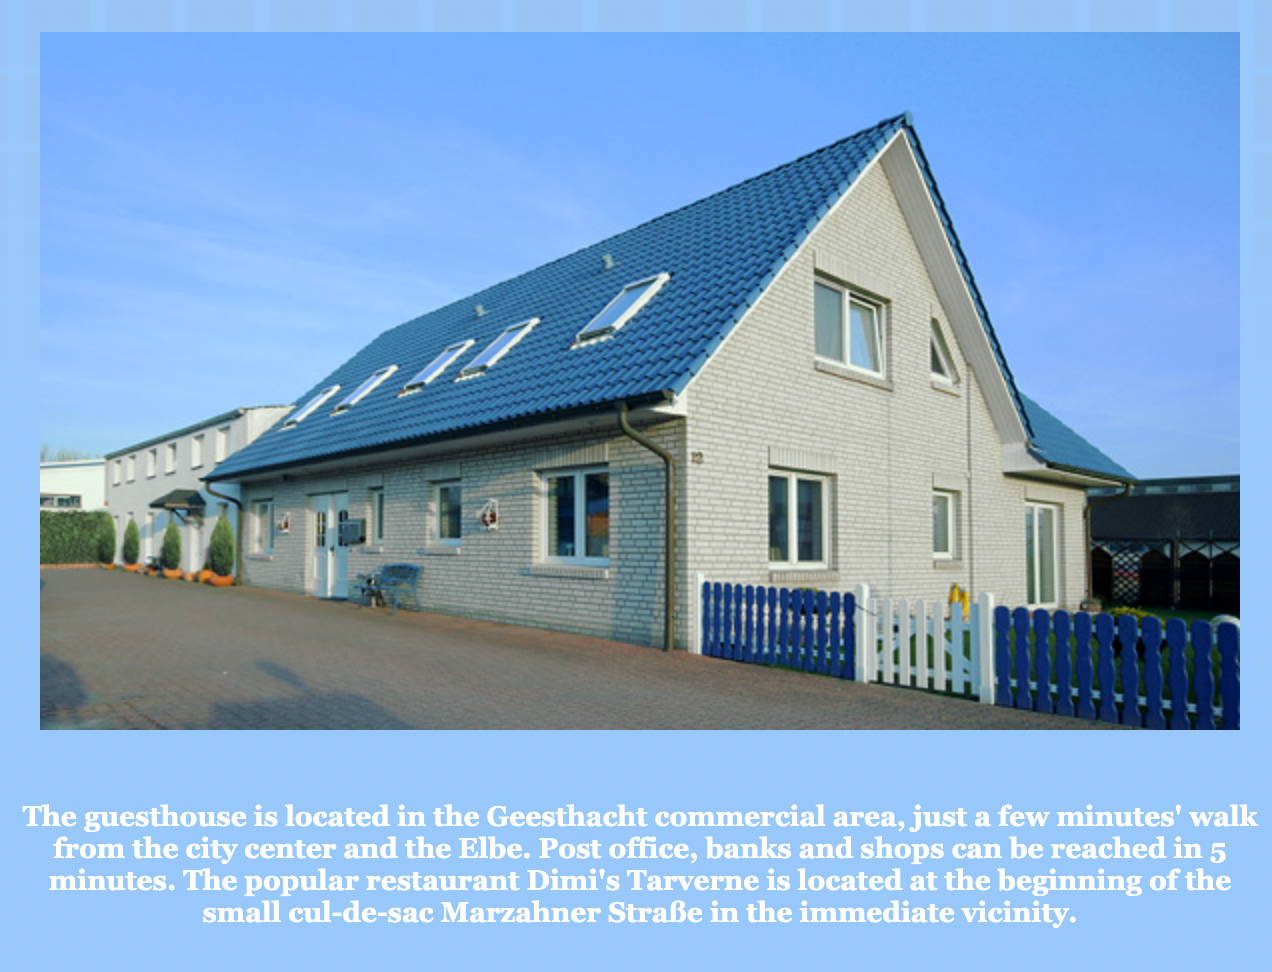 The guesthouse is located in the Geesthacht commercial area, just a few minutes' walk
from the city center and the Elbe. Post office, banks and shops can be reached in 5
minutes. The popular restaurant Dimi's Tarverne is located at the beginning of the
small cul-de-sac Marzahner Straße in the immediate vicinity.